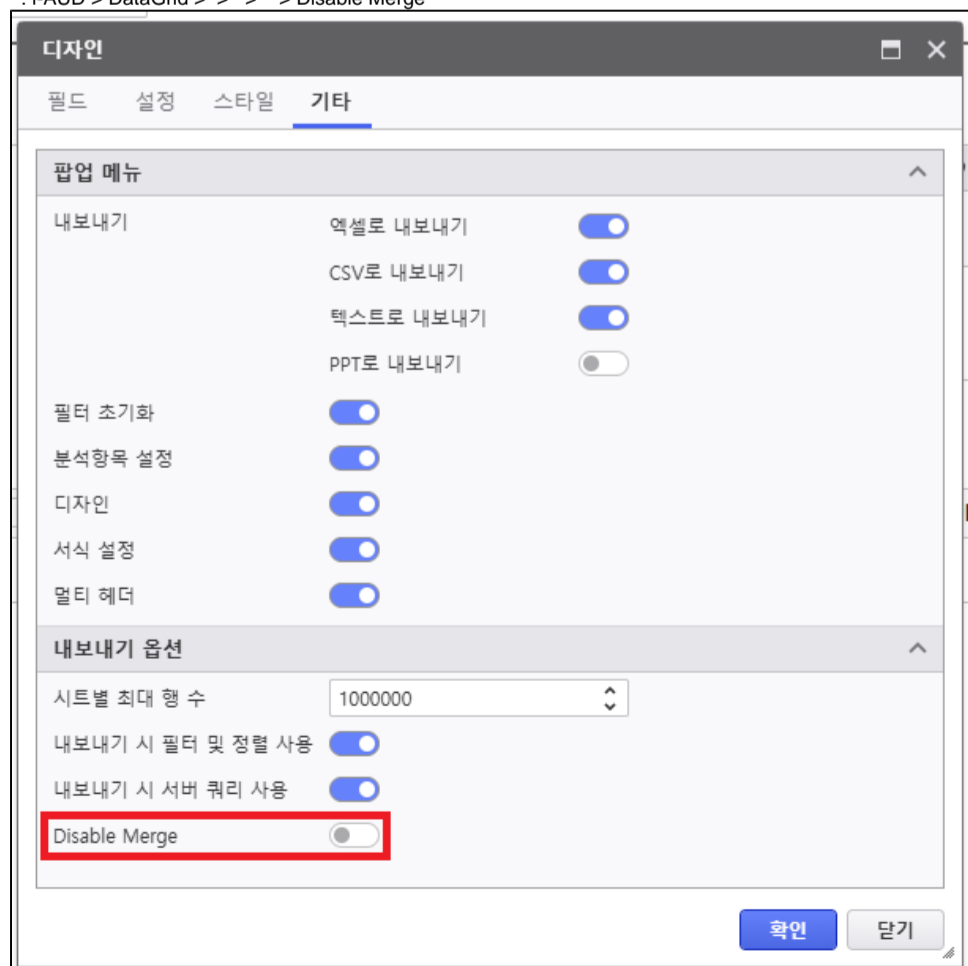 : i-AUD > DataGrid > > > > Disable Merge
디자인
필드 설정 스타일 기타
팝업 메뉴
내보내기 엑셀로 내보내기
CSV로 내보내기
텍스트로 내보내기
PPT로 내보내기
필터 초기화
분석항목 설정
디자인
서식 설정
멀티 헤더
내보내기 옵션
시트별 최대 행 수 1000000
내보내기 시 필터 및 정렬 사용
내보내기 시 서버 쿼리 사용
Disable Merge
확인 닫기